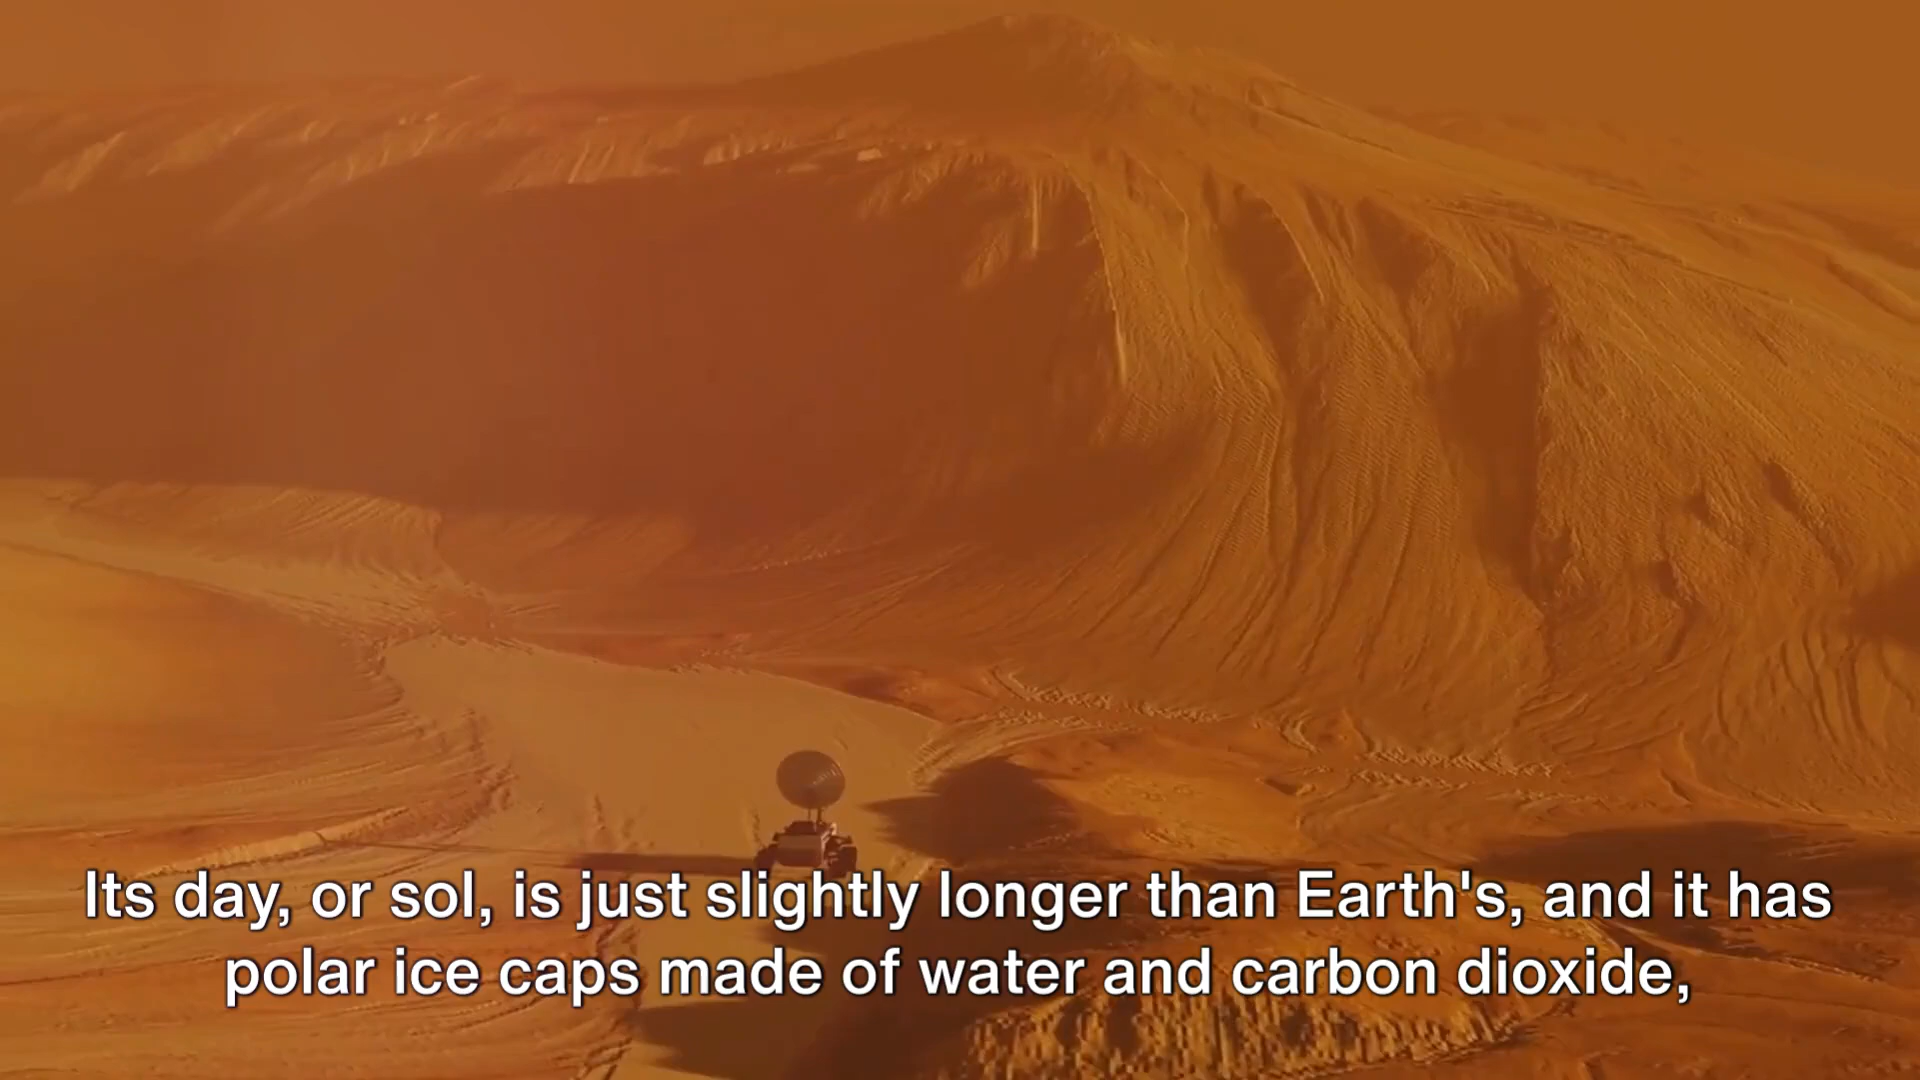 Its day, or sol, is just slightly longer than Earth's, and it has
polar ice caps made of water and carbon dioxide,